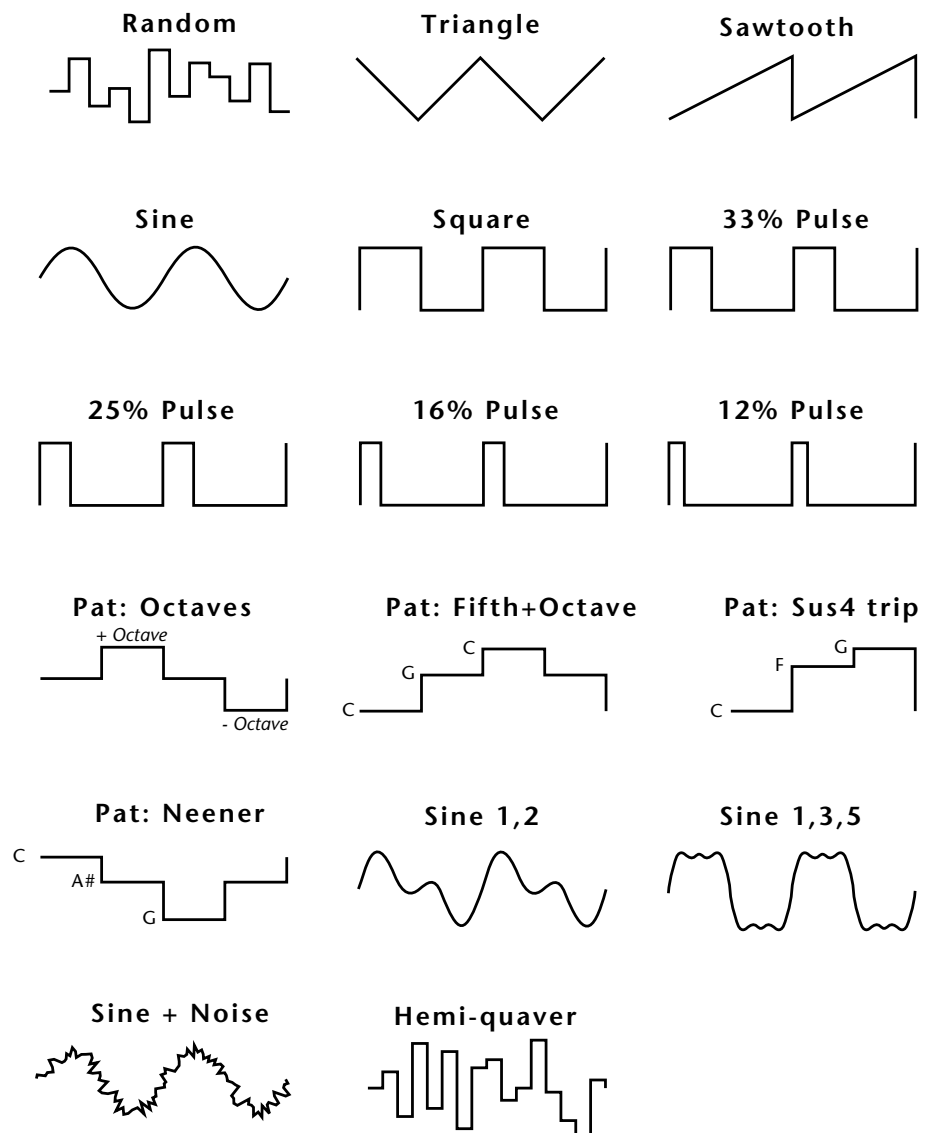 Random
Triangle
Sawtooth
Sine
Square
33% Pulse
25% Pulse
16% Pulse
12% Pulse
Pat: Octaves
+ Octave
- Octave
Pat: Fifth+Octave
C
G
C
Pat: Sus4 trip
G
F
C
Pat: Neener
C
A#
G
Sine 1,2
Sine 1,3,5
Sine + Noise
Hemi-quaver